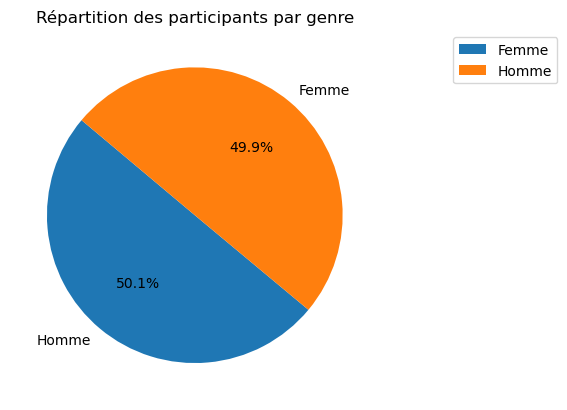 Répartition des participants par genre
Femme
Homme
Femme
49.9%
50.1%
Homme